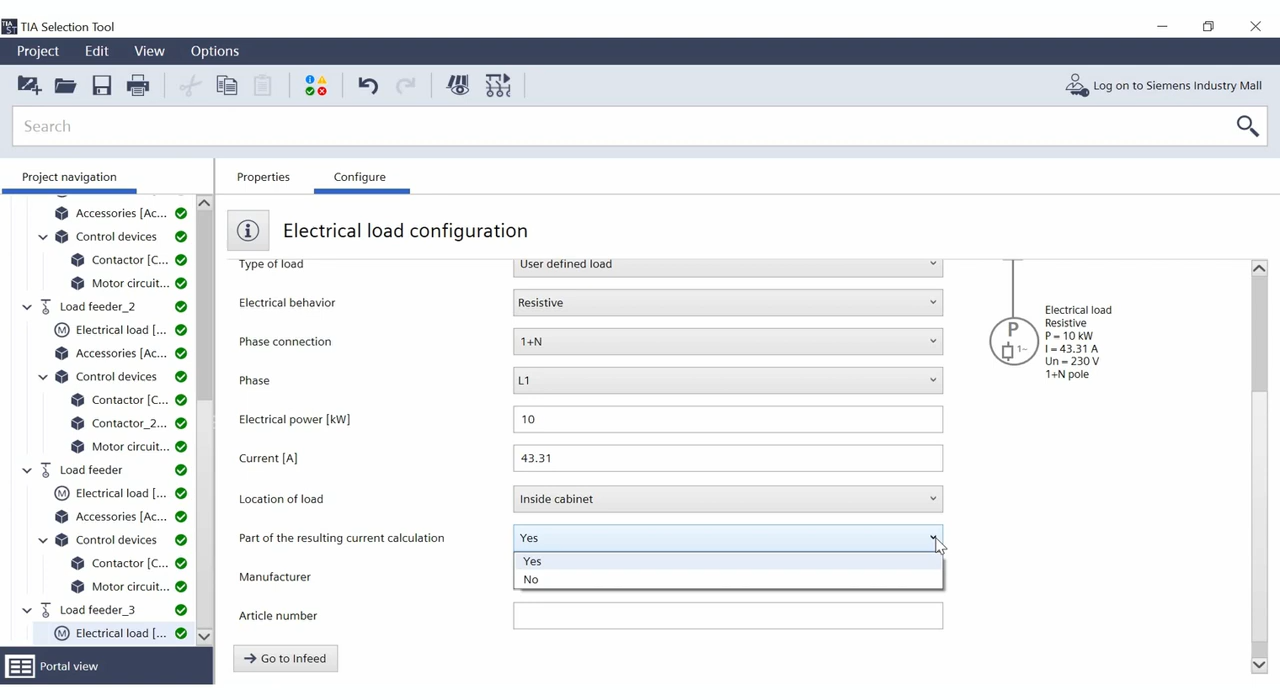 TIA
ST
TIA Selection Tool
Project Edit View Options
Log on to Siemens Industry Mall
Search
Project navigation
Properties Configure
Accessories [Ac...
Control devices
Contactor [C...
Motor circuit...
Load feeder_2
Electrical load [...
Accessories [Ac...
Control devices
Contactor [C...
Contactor_2...
Motor circuit...
Load feeder
Electrical load [...
Accessories [Ac...
Control devices
Contactor [C...
Motor circuit...
Load feeder_3
Electrical load [...
Portal view
Electrical load configuration
Type of load User defined load
Electrical behavior Resistive
Phase connection 1+N
Phase L1
Electrical power [kW] 10
Current [A] 43.31
Location of load Inside cabinet
Part of the resulting current calculation Yes
Yes
No
Manufacturer
Article number
Go to Infeed
P
1~
Electrical load
Resistive
P = 10 kW
I = 43.31 A
Un = 230 V
1+N pole